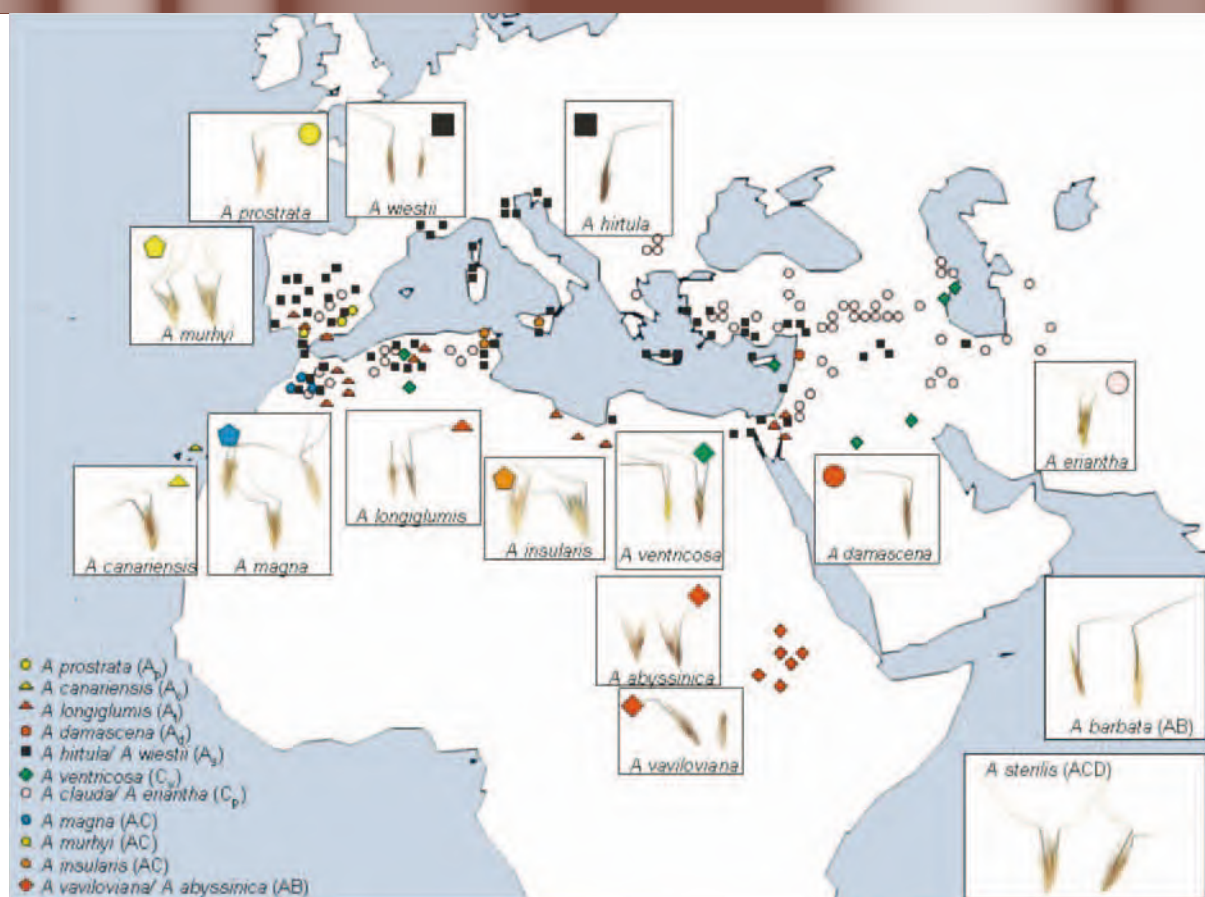 A prostrata
A wiestii
A hirtula
A murhyi
A eriantha
A canariensis
A magna
A longiglumis
A insularis
A ventricosa
A damascena
A abyssinica
A vaviloviana
A barbata (AB)
A sterilis (ACD)
A prostrata (Ap)
A canariensis (Ac)
A longiglumis (Al)
A damascena (Ad)
A hirtula/ A wiestii (As)
A ventricosa (Cv)
A clauda/ A eriantha (Cp)
A magna (AC)
A murhyi (AC)
A insularis (AC)
A vaviloviana/ A abyssinica (AB)